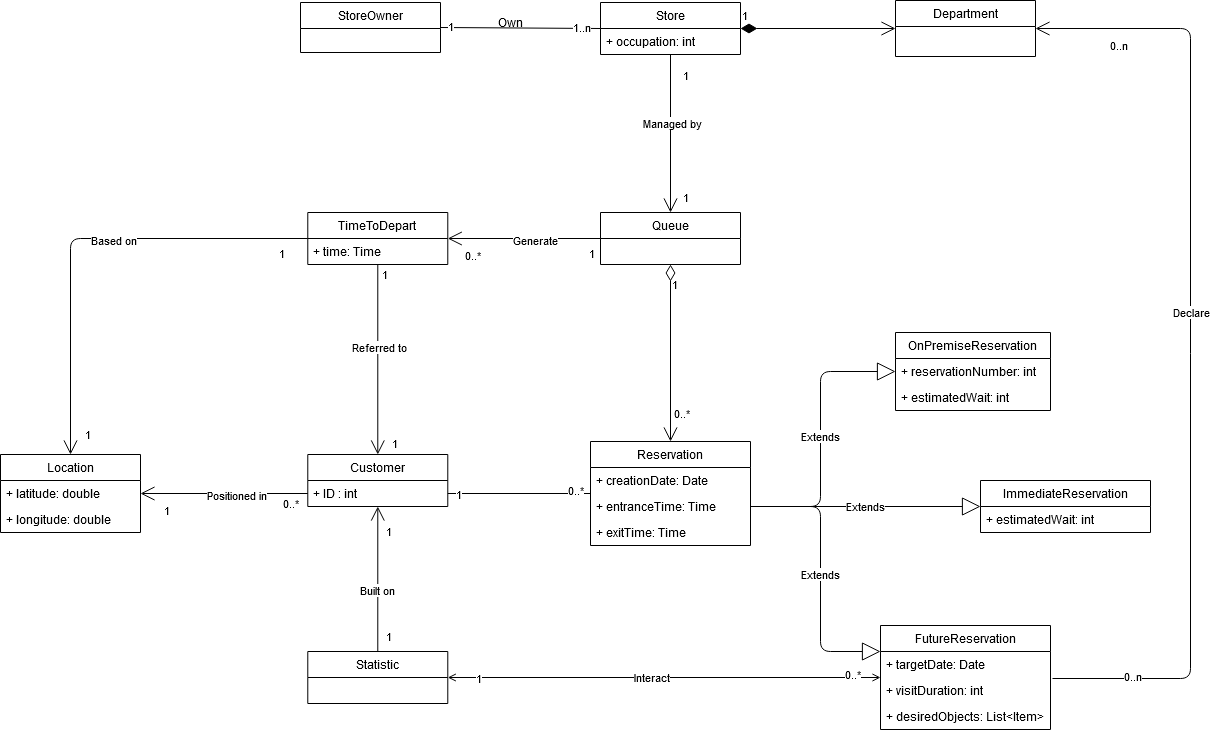 StoreOwner
1
Own
1..n
Store
+ occupation: int
1
Department
0..n
1
Managed by
1
Declare
TimeToDepart
+ time: Time
Based on
1
0..*
Generate
1
Queue
1
1
Referred to
1
1
0..*
OnPremiseReservation
+ reservationNumber: int
+ estimatedWait: int
Extends
Location
+ latitude: double
+ longitude: double
Positioned in
1
0..*
Customer
+ ID : int
1
0..*
Reservation
+ creationDate: Date
+ entranceTime: Time
+ exitTime: Time
Extends
ImmediateReservation
+ estimatedWait: int
1
Built on
1
Extends
Statistic
1
Interact
0..*
FutureReservation
+ targetDate: Date
+ visitDuration: int
+ desiredObjects: List<Item>
0..n